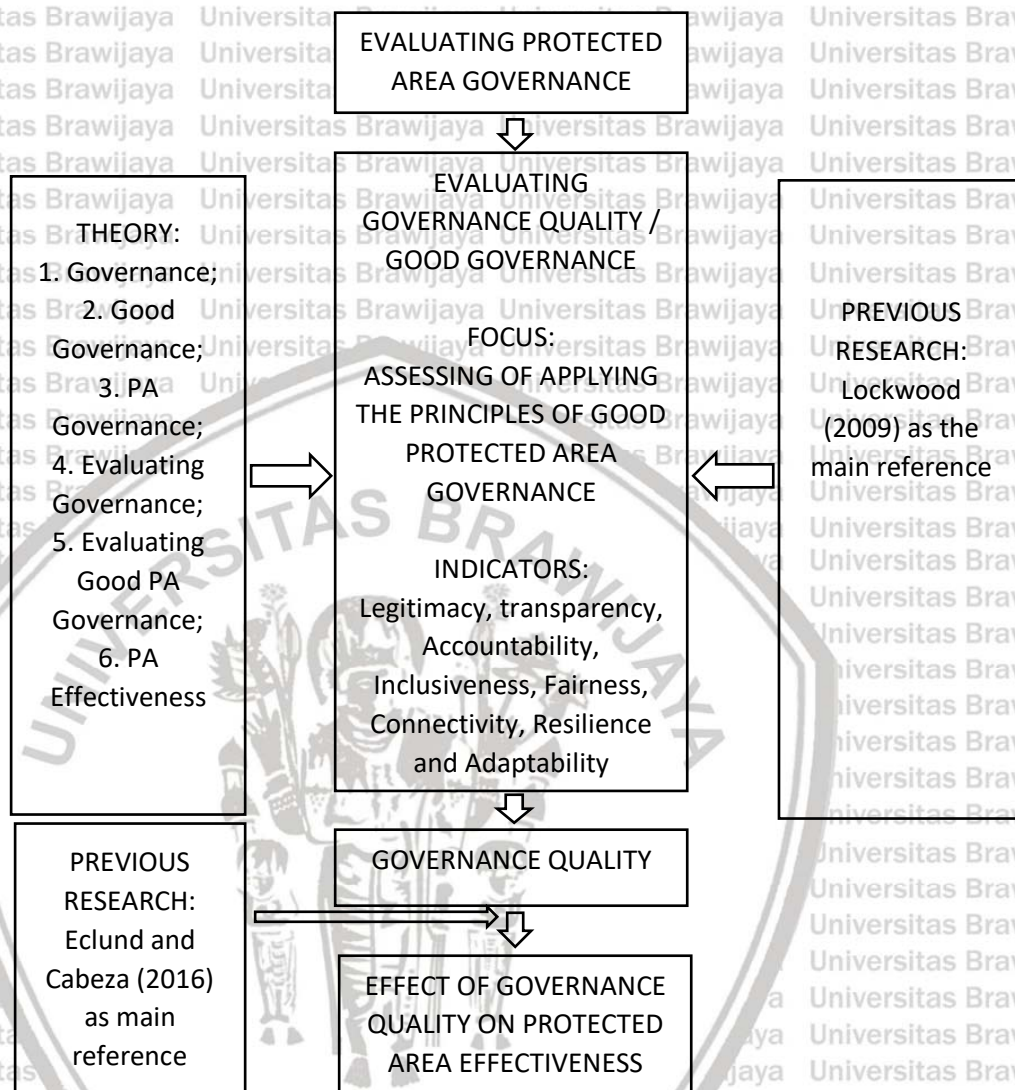 EVALUATING PROTECTED
AREA GOVERNANCE
EVALUATING
GOVERNANCE QUALITY /
GOOD GOVERNANCE
FOCUS:
ASSESSING OF APPLYING
THE PRINCIPLES OF GOOD
PROTECTED AREA
GOVERNANCE
INDICATORS:
Legitimacy, transparency,
Accountability,
Inclusiveness, Fairness,
Connectivity, Resilience
and Adaptability
THEORY:
1. Governance;
2. Good
Governance;
3. PA
Governance;
4. Evaluating
Governance;
5. Evaluating
Good PA
Governance;
6. PA
Effectiveness
PREVIOUS
RESEARCH:
Lockwood
(2009) as the
main reference
GOVERNANCE QUALITY
PREVIOUS
RESEARCH:
Eclund and
Cabeza (2016)
as main
reference
EFFECT OF GOVERNANCE
QUALITY ON PROTECTED
AREA EFFECTIVENESS
UNIVERSITAS BRAWIJAYA
Universitas Brawijaya